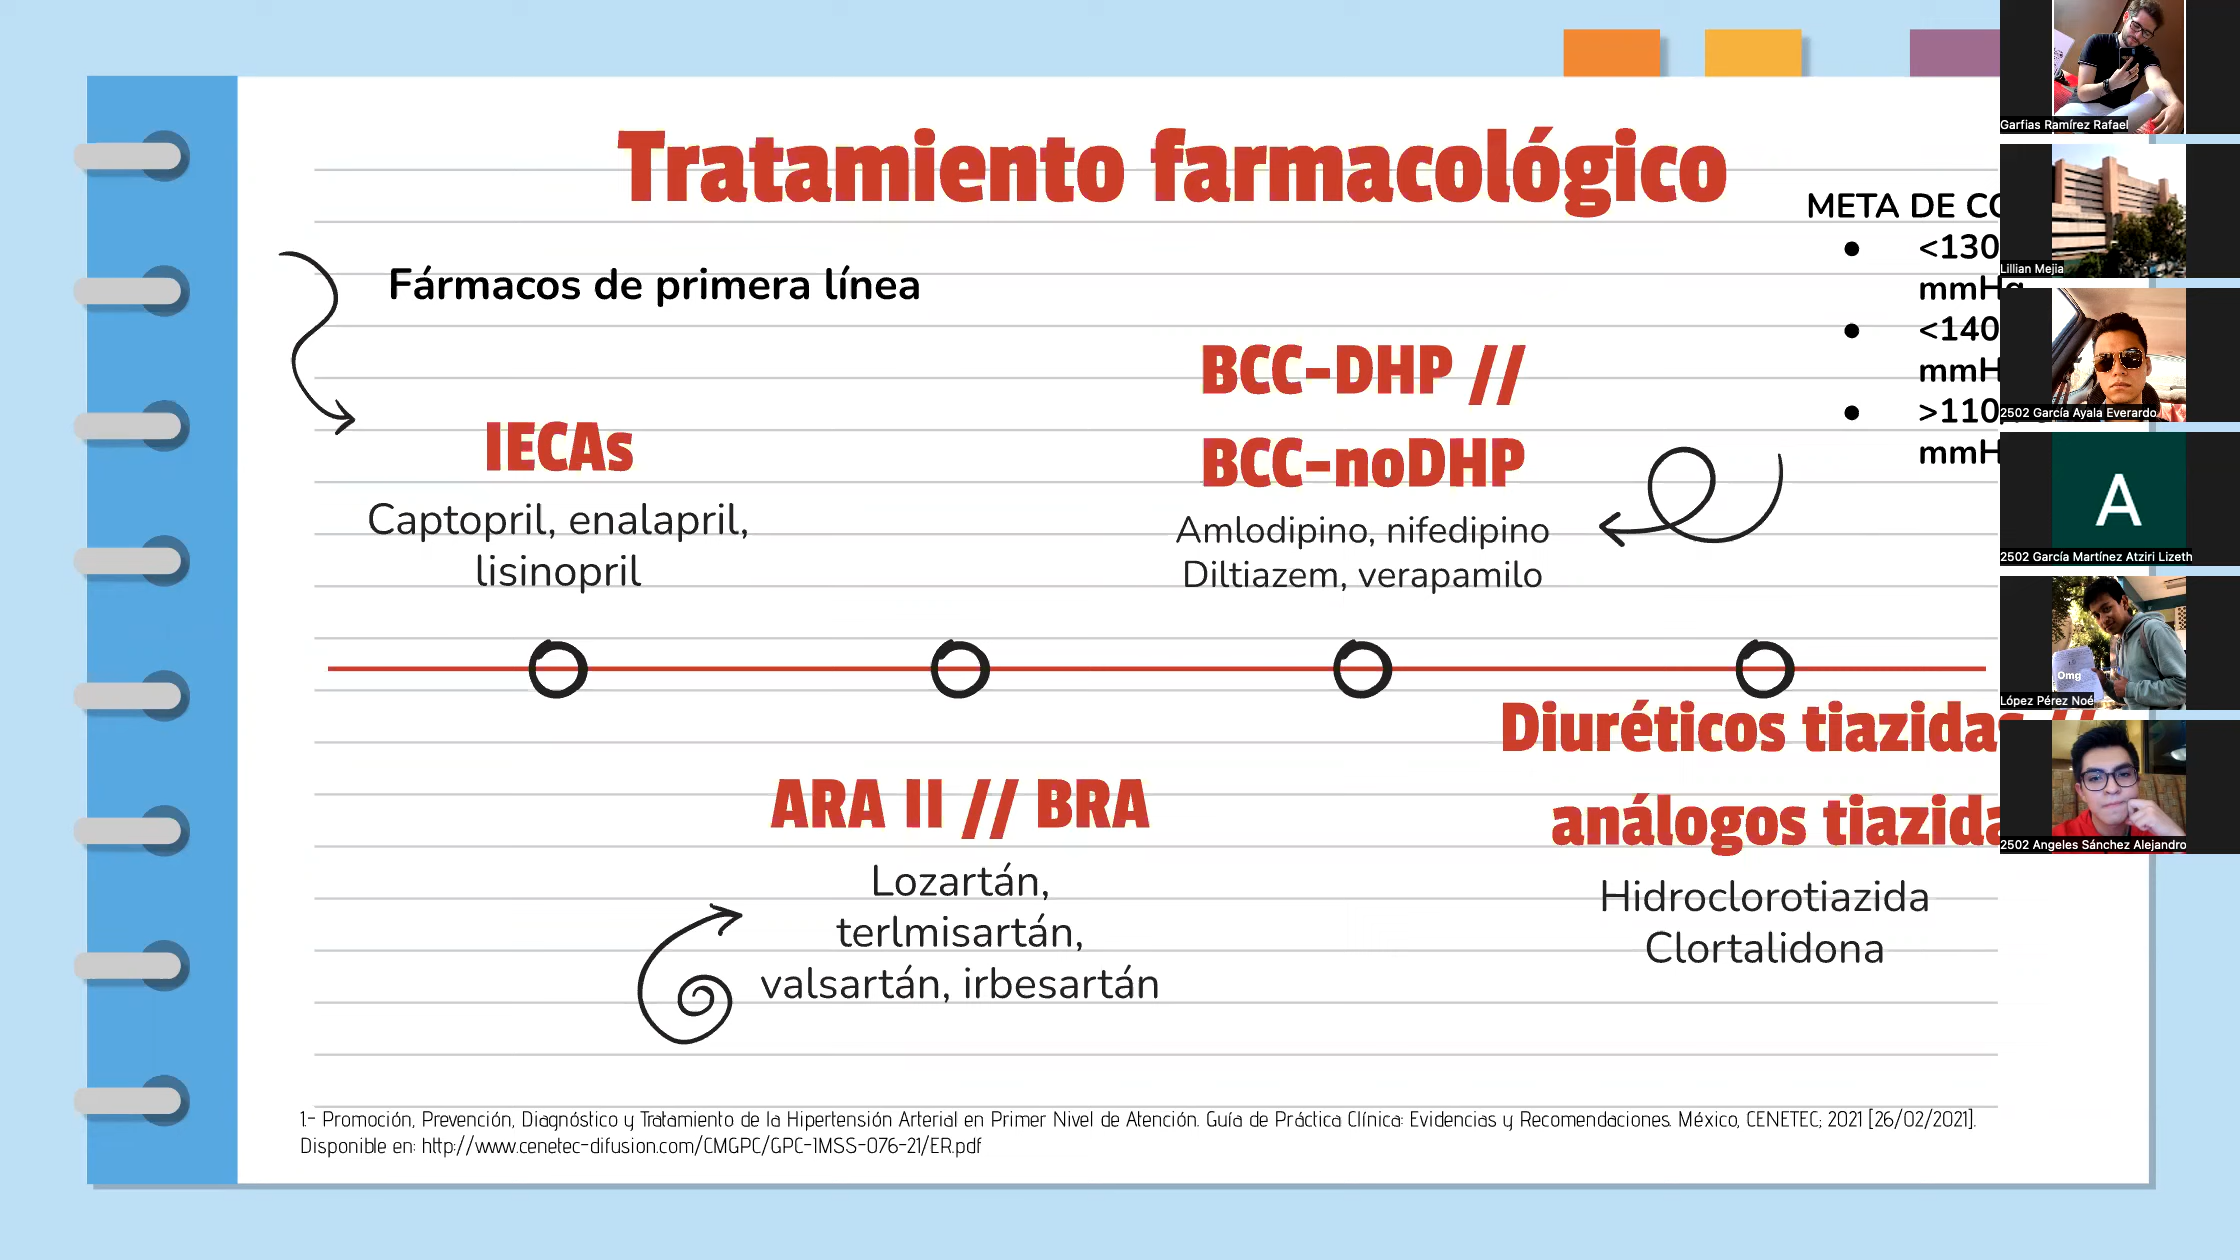 Tratamiento farmacológico
META DE CO
<130
mmHg
<140
mmH
>110
mmH
Fármacos de primera línea
IECAs
Captopril, enalapril,
lisinopril
BCC-DHP //
BCC-noDHP
Amlodipino, nifedipino
Diltiazem, verapamilo
ARA II // BRA
Lozartán,
terlmisartán,
valsartán, irbesartán
Diuréticos tiazidas //
análogos tiazida
Hidroclorotiazida
Clortalidona
1.- Promoción, Prevención, Diagnóstico y Tratamiento de la Hipertensión Arterial en Primer Nivel de Atención. Guía de Práctica Clínica: Evidencias y Recomendaciones. México, CENETEC; 2021 [26/02/2021].
Disponible en: http://www.cenetec-difusion.com/CMGPC/GPC-IMSS-076-21/ER.pdf
Garfias Ramírez Rafael
Lillian Mejia
2502 García Ayala Everardo
A
2502 García Martínez Atziri Lizeth
Omg
López Pérez Noé
2502 Angeles Sánchez Alejandro